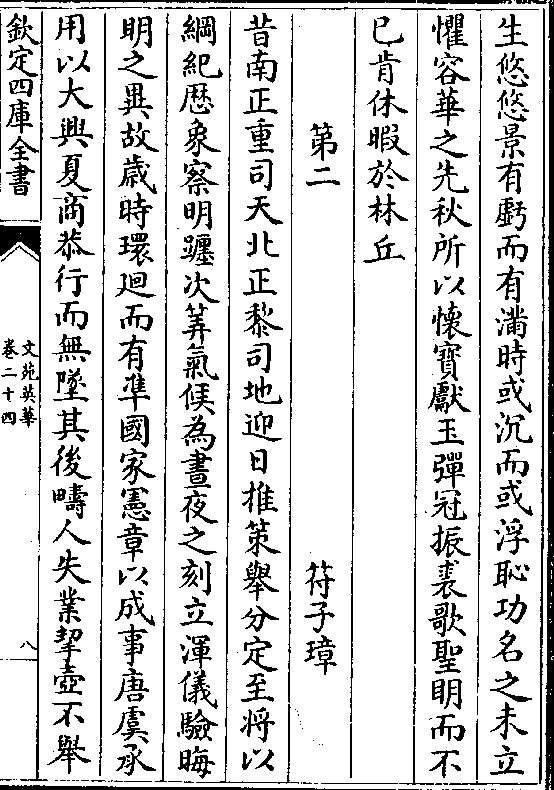 生悠悠景有虧而有滿時或沉而或浮恥功名之未立
懼容華之先秋所以懷寶獻玉彈冠振裘歌聖明而不
已肯休暇於林丘
第二　符子璋
昔南正重司天北正黎司地迎日推策舉分定至將以
綱紀歴象察明躔次筭氣候為晝夜之刻立渾儀驗晦
明之異故歲時環廻而有凖國家憲章以成事唐虞承
用以大興夏商恭行而無墜其後疇人失業挈壺不舉
欽定四庫全書
文苑英華
卷二十四
八